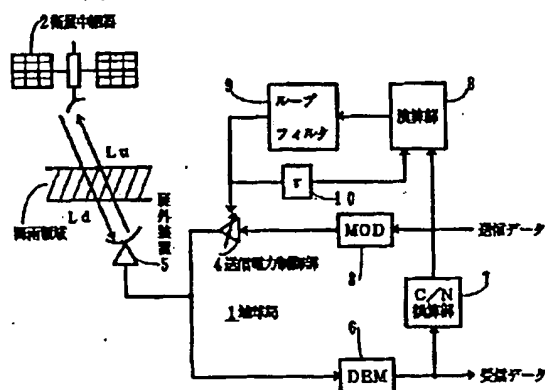 2衛星中継器
9
ループ
フィルタ
8
演算部
Lu
Ld
降雨領域
屋外装置
5
τ
10
4送信電力制御部
MOD
3
送信データ
1地球局
7
C/N
換算部
6
DEM
受信データ